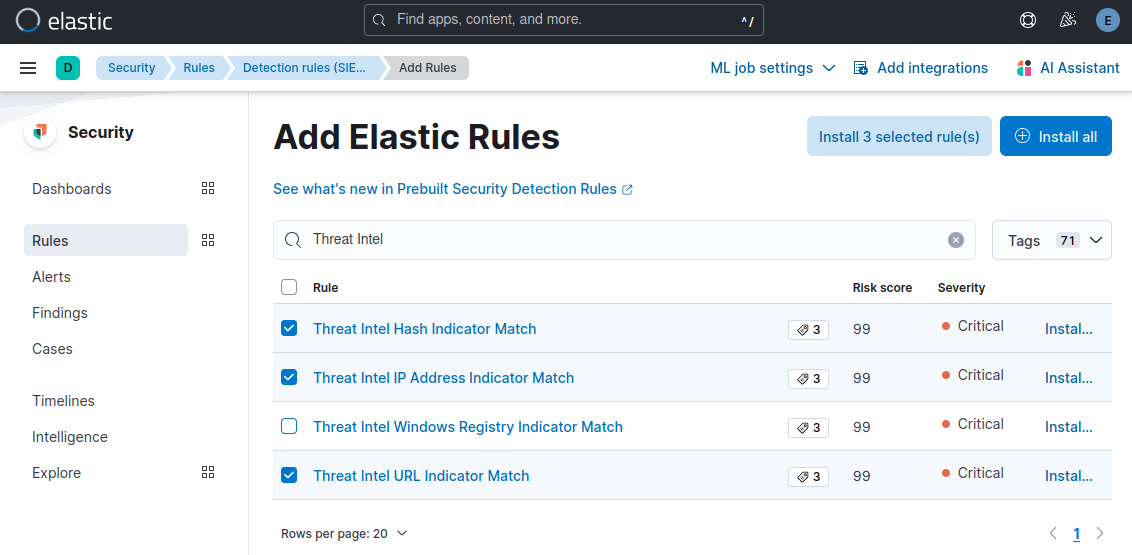 elastic
Find apps, content, and more.
^/
E
D
Security
Rules
Detection rules (SIE...
Add Rules
ML job settings
Add integrations
AI Assistant
Security
Dashboards
Rules
Alerts
Findings
Cases
Timelines
Intelligence
Explore
Add Elastic Rules
Install 3 selected rule(s)
Install all
See what's new in Prebuilt Security Detection Rules
Threat Intel
Tags 71
Rule Risk score Severity
Threat Intel Hash Indicator Match 3 99 Critical Instal...
Threat Intel IP Address Indicator Match 3 99 Critical Instal...
Threat Intel Windows Registry Indicator Match 3 99 Critical Instal...
Threat Intel URL Indicator Match 3 99 Critical Instal...
Rows per page: 20
1